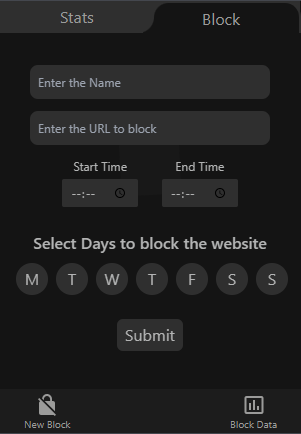 Stats Block
Enter the Name
Enter the URL to block
Start Time End Time
--:-- --:--
Select Days to block the website
M T W T F S S
Submit
New Block Block Data